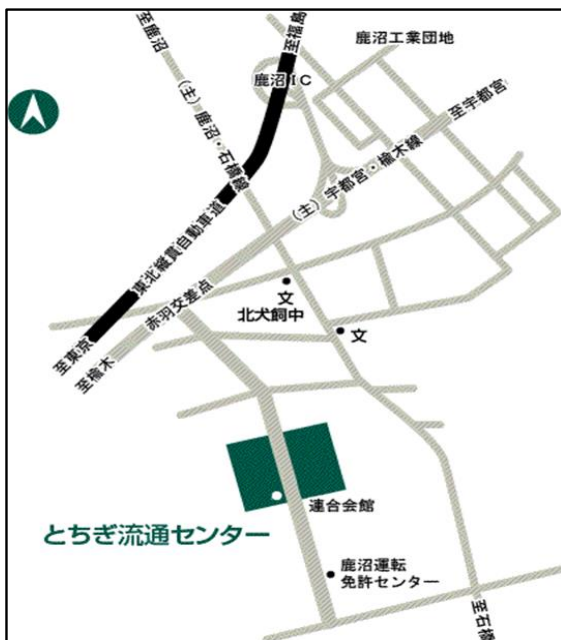 至鹿沼
至福島
鹿沼工業団地
鹿沼IC
(主)鹿沼・石橋線
至宇都宮
(主)宇都宮・楡木線
東北縦貫自動車道
赤羽交差点
文
北犬飼中
文
至東京
至楡木
連合会館
とちぎ流通センター
鹿沼運転
免許センター
至石橋